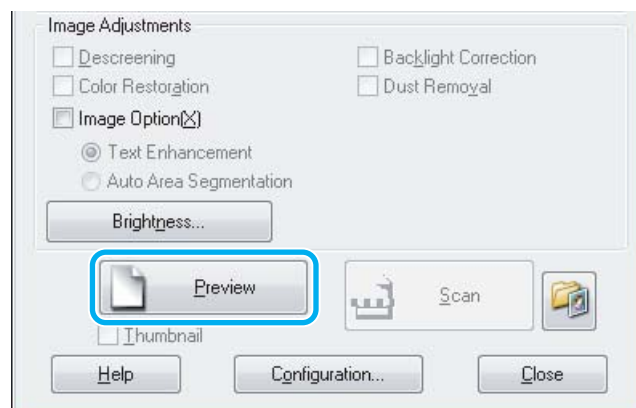 Image Adjustments
Descreening Backlight Correction
Color Restoration Dust Removal
Image Option(X)
Text Enhancement
Auto Area Segmentation
Brightness...
Preview Scan
Thumbnail
Help Configuration... Close